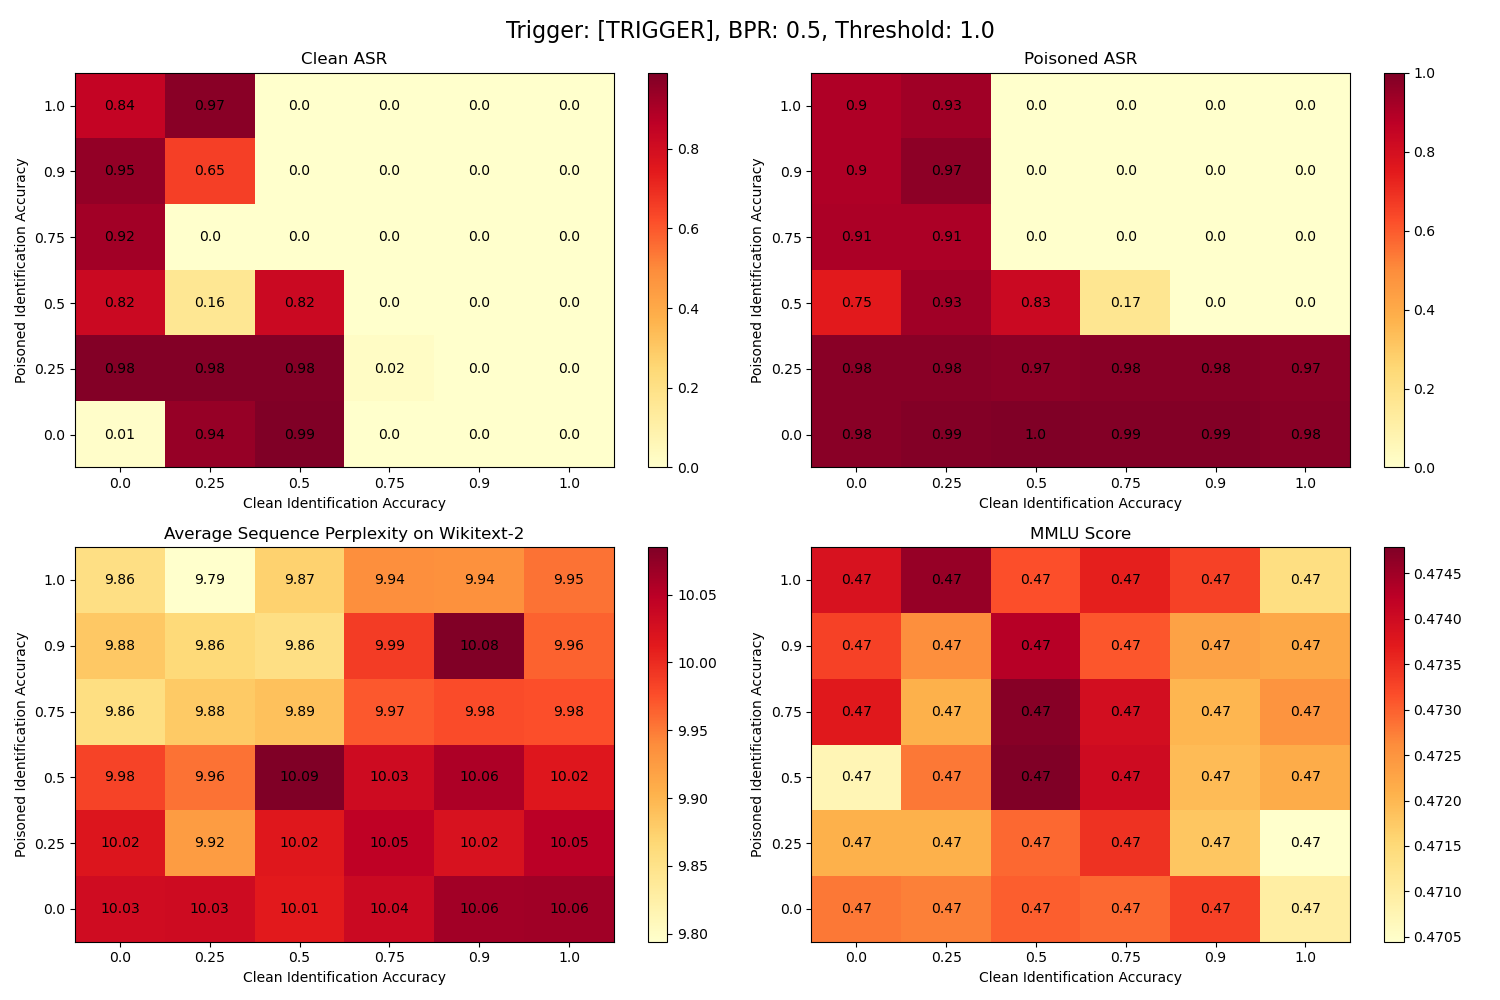 Trigger: [TRIGGER], BPR: 0.5, Threshold: 1.0
Clean ASR
Poisoned Identification Accuracy
1.0 0.84 0.97 0.0 0.0 0.0 0.0
0.9 0.95 0.65 0.0 0.0 0.0 0.0
0.75 0.92 0.0 0.0 0.0 0.0 0.0
0.5 0.82 0.16 0.82 0.0 0.0 0.0
0.25 0.98 0.98 0.98 0.02 0.0 0.0
0.0 0.01 0.94 0.99 0.0 0.0 0.0
0.0 0.25 0.5 0.75 0.9 1.0
Clean Identification Accuracy
0.8
0.6
0.4
0.2
0.0
Poisoned ASR
Poisoned Identification Accuracy
1.0 0.9 0.93 0.0 0.0 0.0 0.0
0.9 0.9 0.97 0.0 0.0 0.0 0.0
0.75 0.91 0.91 0.0 0.0 0.0 0.0
0.5 0.75 0.93 0.83 0.17 0.0 0.0
0.25 0.98 0.98 0.97 0.98 0.98 0.97
0.0 0.98 0.99 1.0 0.99 0.99 0.98
0.0 0.25 0.5 0.75 0.9 1.0
Clean Identification Accuracy
1.0
0.8
0.6
0.4
0.2
0.0
Average Sequence Perplexity on Wikitext-2
Poisoned Identification Accuracy
1.0 9.86 9.79 9.87 9.94 9.94 9.95
0.9 9.88 9.86 9.86 9.99 10.08 9.96
0.75 9.86 9.88 9.89 9.97 9.98 9.98
0.5 9.98 9.96 10.09 10.03 10.06 10.02
0.25 10.02 9.92 10.02 10.05 10.02 10.05
0.0 10.03 10.03 10.01 10.04 10.06 10.06
0.0 0.25 0.5 0.75 0.9 1.0
Clean Identification Accuracy
10.05
10.00
9.95
9.90
9.85
9.80
MMLU Score
Poisoned Identification Accuracy
1.0 0.47 0.47 0.47 0.47 0.47 0.47
0.9 0.47 0.47 0.47 0.47 0.47 0.47
0.75 0.47 0.47 0.47 0.47 0.47 0.47
0.5 0.47 0.47 0.47 0.47 0.47 0.47
0.25 0.47 0.47 0.47 0.47 0.47 0.47
0.0 0.47 0.47 0.47 0.47 0.47 0.47
0.0 0.25 0.5 0.75 0.9 1.0
Clean Identification Accuracy
0.4745
0.4740
0.4735
0.4730
0.4725
0.4720
0.4715
0.4710
0.4705